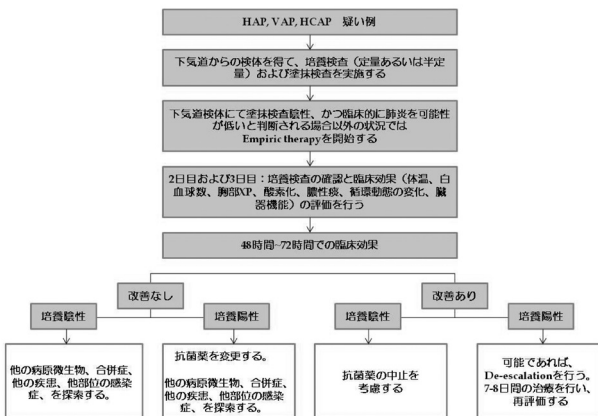 HAP, VAP, HCAP 疑い例
下気道からの検体を得て、培養検査（定量あるいは半定
量）および塗抹検査を実施する
下気道検体にて塗抹検査陰性、かつ臨床的に肺炎を可能性
が低いと判断される場合以外の状況では
Empiric therapyを開始する
2日目および3日目：培養検査の確認と臨床効果（体温、白
血球数、胸部XP、酸素化、膿性痰、循環動態の変化、臓
器機能）の評価を行う
48時間~72時間での臨床効果
改善なし
改善あり
培養陰性
培養陽性
培養陰性
培養陽性
他の病原微生物、合併症、
他の疾患、他部位の感染
症、を探索する。
抗菌薬を変更する。
他の病原微生物、合併症、
他の疾患、他部位の感染
症、を探索する。
抗菌薬の中止を
考慮する
可能であれば、
De-escalationを行う。
7-8日間の治療を行い、
再評価する